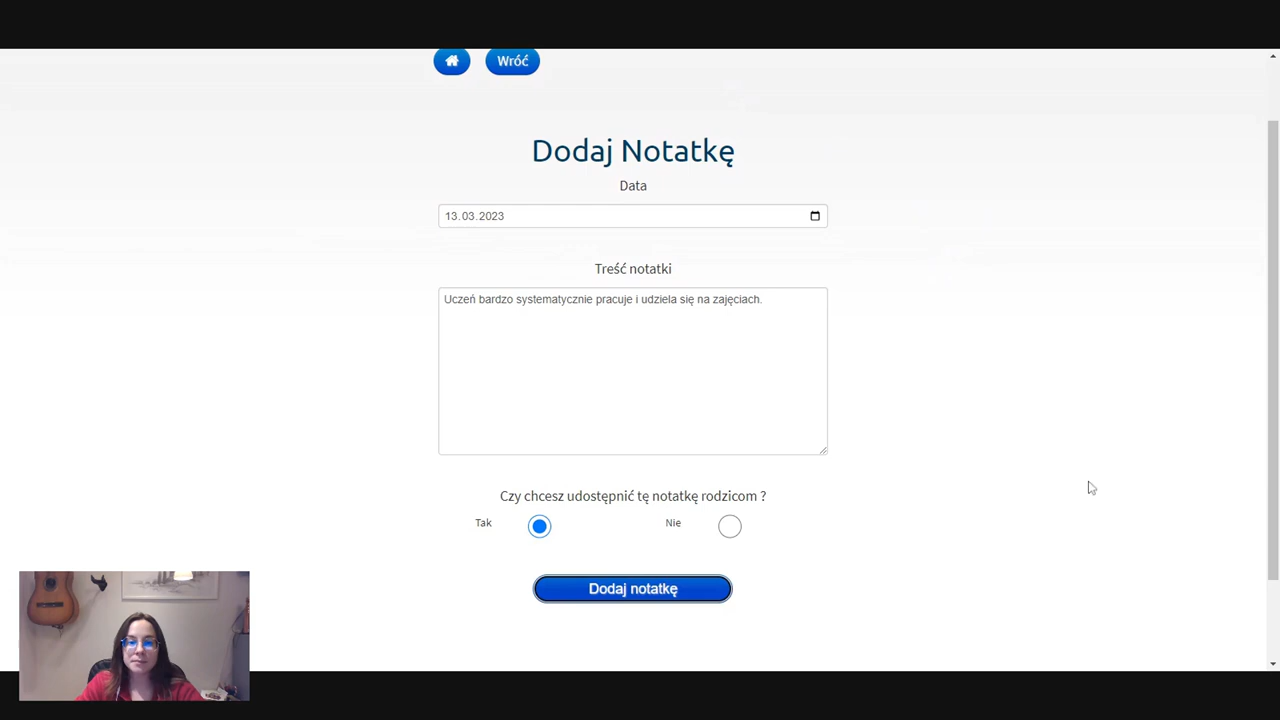 Wróć
Dodaj Notatkę
Data
13.03.2023
Treść notatki
Uczeń bardzo systematycznie pracuje i udziela się na zajęciach.
Czy chcesz udostępnić tę notatkę rodzicom ?
Tak Nie
Dodaj notatkę